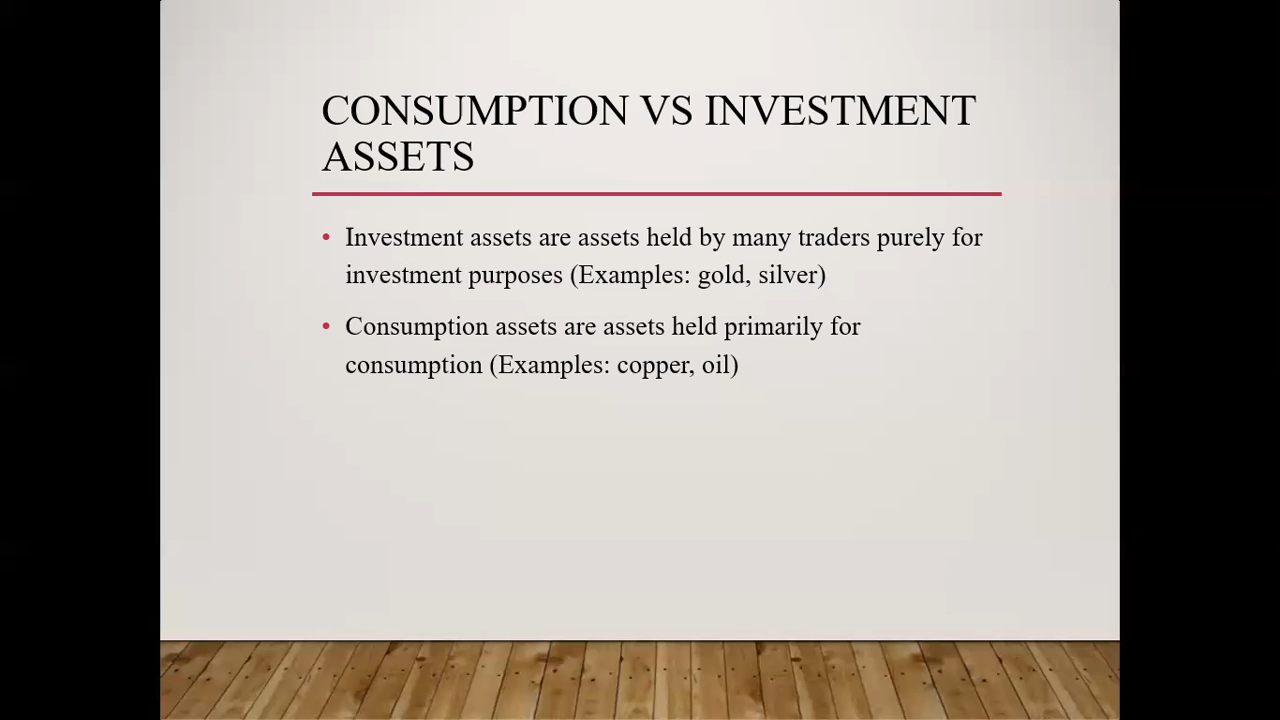 CONSUMPTION VS INVESTMENT
ASSETS
• Investment assets are assets held by many traders purely for
investment purposes (Examples: gold, silver)
• Consumption assets are assets held primarily for
consumption (Examples: copper, oil)